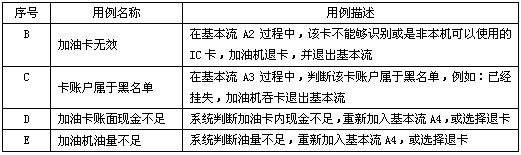 序号 用例名称 用例描述
B 加油卡无效 在基本流 A2 过程中，该卡不能够识别或是非本机可以使用的
IC 卡，加油机退卡，并退出基本流
C 卡账户属于黑名单 在基本流 A3 过程中，判断该卡账户属于黑名单，例如：已经
挂失，加油机吞卡退出基本流
D 加油卡账面现金不足 系统判断加油卡内现金不足，重新加入基本流 A4，或选择退卡
E 加油机油量不足 系统判断油量不足，重新加入基本流 A4，或选择退卡